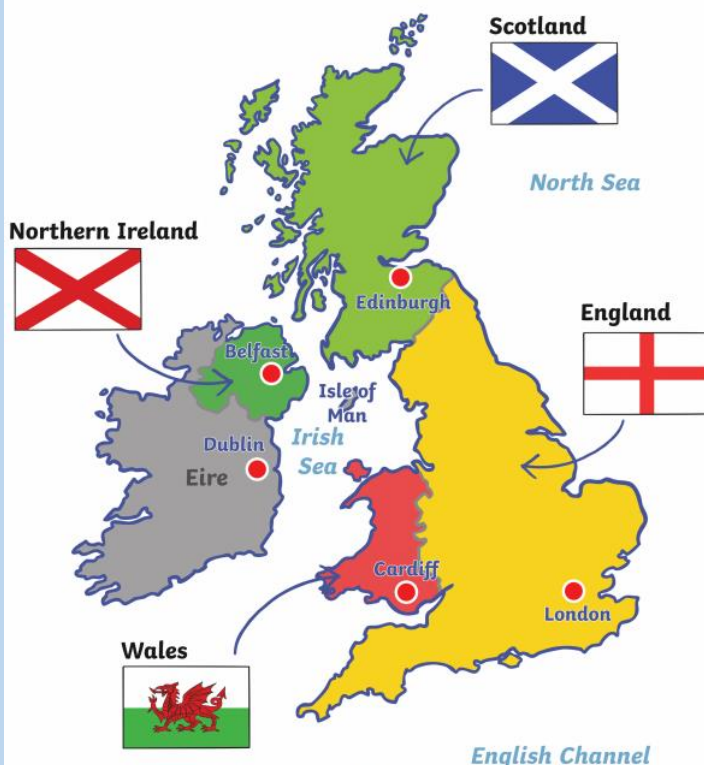 Scotland
North Sea
Northern Ireland
Edinburgh
England
Belfast
Isle of
Man
Dublin
Irish
Sea
Eire
Cardiff
London
Wales
English Channel